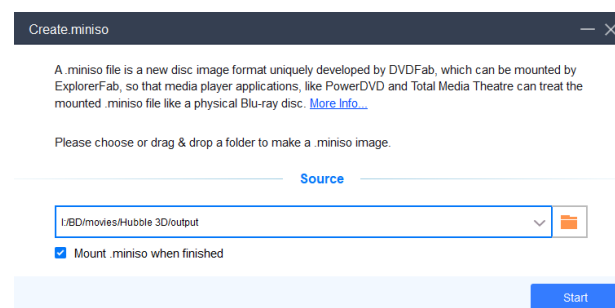 Create.miniso
A .miniso file is a new disc image format uniquely developed by DVDFab, which can be mounted by
ExplorerFab, so that media player applications, like PowerDVD and Total Media Theatre can treat the
mounted .miniso file like a physical Blu-ray disc. More Info...
Please choose or drag & drop a folder to make a .miniso image.
Source
I:/BD/movies/Hubble 3D/output
Mount .miniso when finished
Start